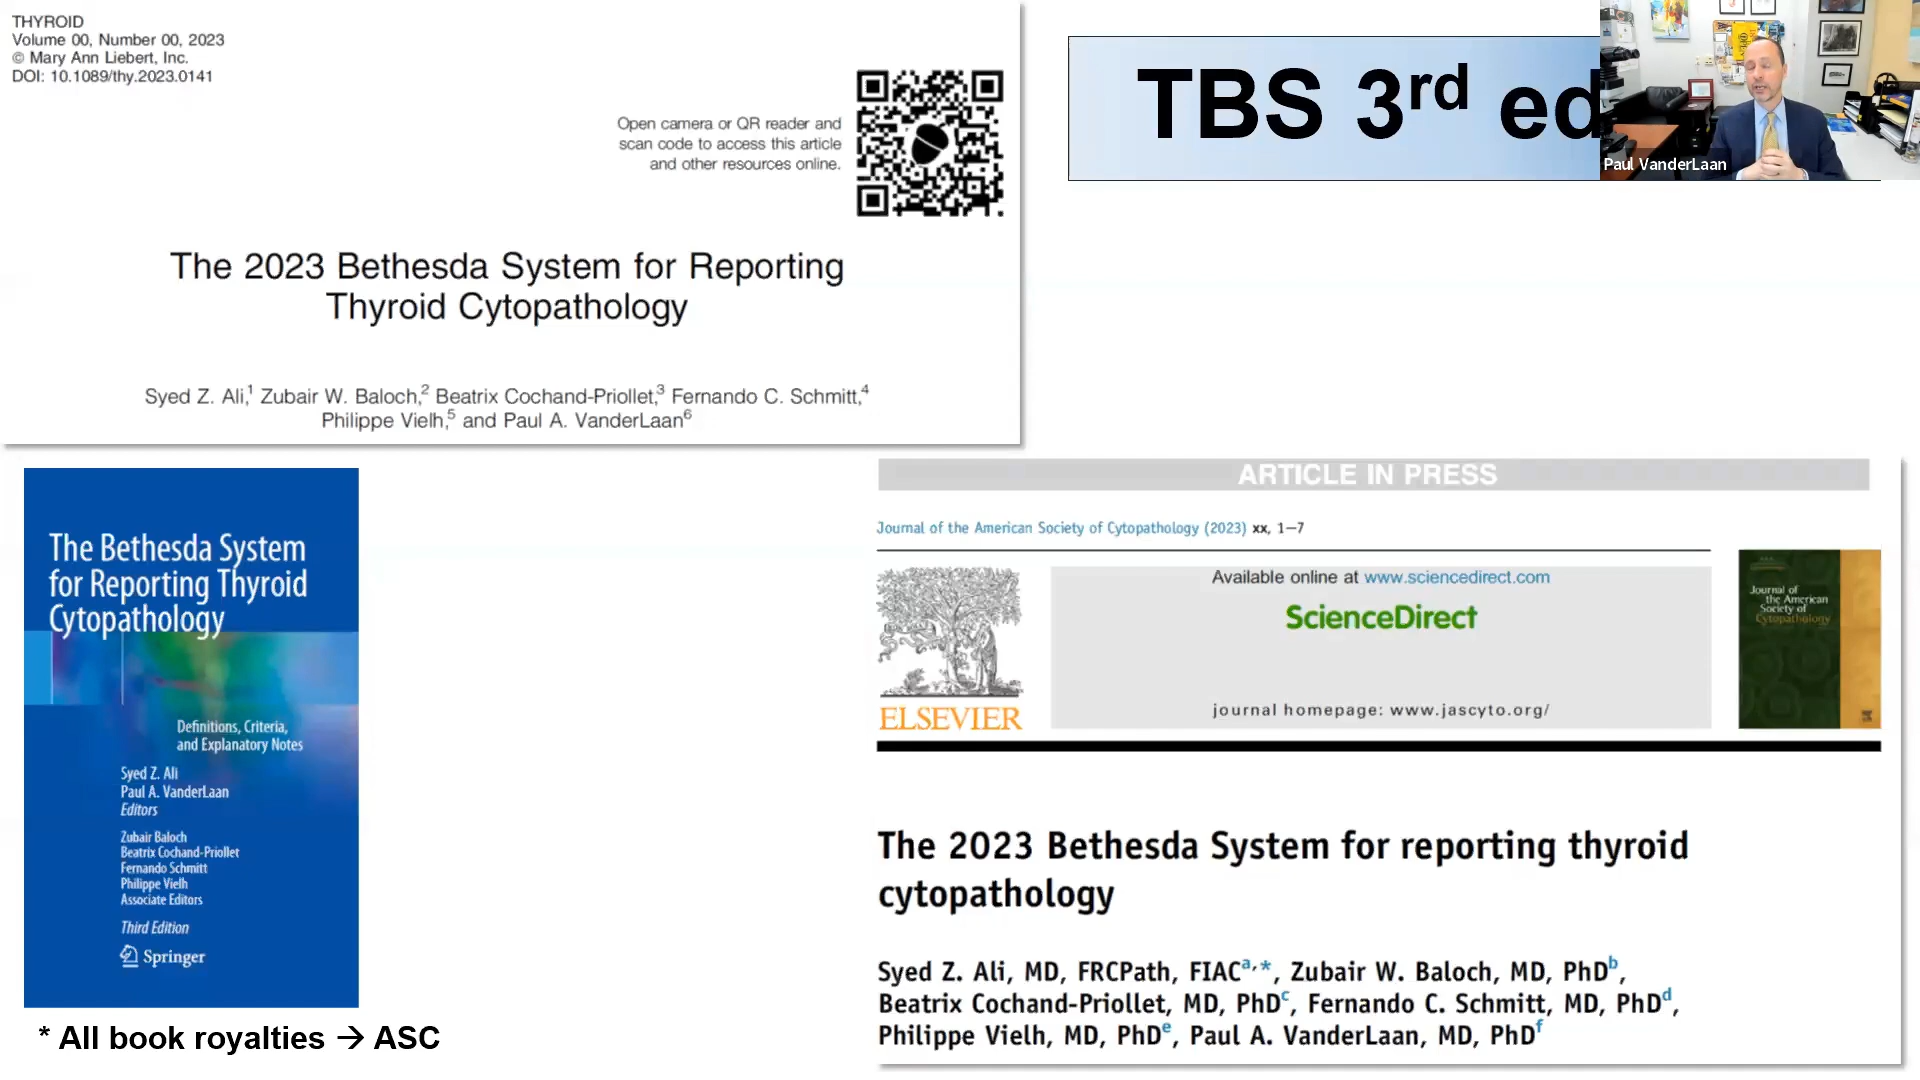 THYROID
Volume 00, Number 00, 2023
© Mary Ann Liebert, Inc.
DOI: 10.1089/thy.2023.0141
Open camera or QR reader and
scan code to access this article
and other resources online.
The 2023 Bethesda System for Reporting
Thyroid Cytopathology
Syed Z. Ali,1 Zubair W. Baloch,2 Beatrix Cochand-Priollet,3 Fernando C. Schmitt,4
Philippe Vielh,5 and Paul A. VanderLaan6
TBS 3rd ed
Paul VanderLaan
The Bethesda System
for Reporting Thyroid
Cytopathology
Definitions, Criteria,
and Explanatory Notes
Syed Z. Ali
Paul A. VanderLaan
Editors
Zubair Baloch
Beatrix Cochand-Priollet
Fernando Schmitt
Philippe Vielh
Associate Editors
Third Edition
Springer
* All book royalties → ASC
ARTICLE IN PRESS
Journal of the American Society of Cytopathology (2023) xx, 1–7
Available online at www.sciencedirect.com
ScienceDirect
journal homepage: www.jascyto.org/
ELSEVIER
Journal of
the American
Society of
Cytopathology
The 2023 Bethesda System for reporting thyroid
cytopathology
Syed Z. Ali, MD, FRCPath, FIACa,*, Zubair W. Baloch, MD, PhDb,
Beatrix Cochand-Priollet, MD, PhDc, Fernando C. Schmitt, MD, PhDd,
Philippe Vielh, MD, PhDe, Paul A. VanderLaan, MD, PhDf